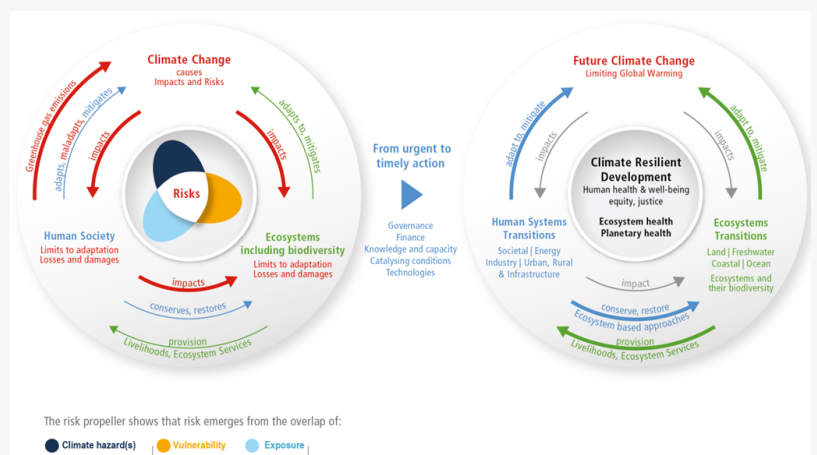 Climate Change
causes
Impacts and Risks
Greenhouse gas emissions
adapts, maladapts, mitigates
impacts
impacts
adapts to, mitigates
Risks
Human Society
Limits to adaptation
Losses and damages
Ecosystems
including biodiversity
Limits to adaptation
Losses and damages
impacts
conserves, restores
provision
Livelihoods, Ecosystem Services
From urgent to
timely action
Governance
Finance
Knowledge and capacity
Catalysing conditions
Technologies
Future Climate Change
Limiting Global Warming
adapt to, mitigate
impacts
impacts
adapt to, mitigate
Climate Resilient
Development
Human health & well-being
equity, justice
Ecosystem health
Planetary health
Human Systems
Transitions
Societal | Energy
Industry | Urban, Rural
& Infrastructure
Ecosystems
Transitions
Land | Freshwater
Coastal | Ocean
Ecosystems and
their biodiversity
impact
conserve, restore
Ecosystem based approaches
provision
Livelihoods, Ecosystem Services
The risk propeller shows that risk emerges from the overlap of:
Climate hazard(s) Vulnerability Exposure